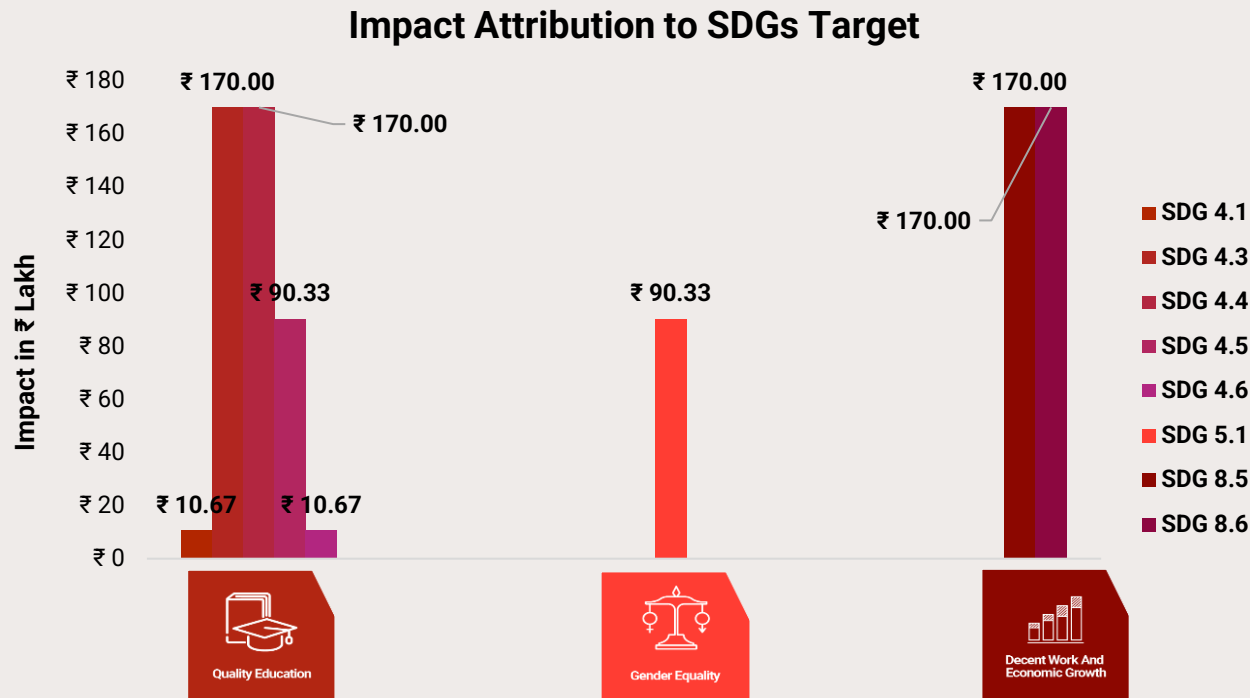 Impact Attribution to SDGs Target
Impact in ₹ Lakh
₹ 180
₹ 160
₹ 140
₹ 120
₹ 100
₹ 80
₹ 60
₹ 40
₹ 20
₹ 0
₹ 170.00
₹ 170.00
₹ 90.33
₹ 10.67
₹ 10.67
₹ 90.33
₹ 170.00
₹ 170.00
SDG 4.1
SDG 4.3
SDG 4.4
SDG 4.5
SDG 4.6
SDG 5.1
SDG 8.5
SDG 8.6
Quality Education
Gender Equality
Decent Work And
Economic Growth